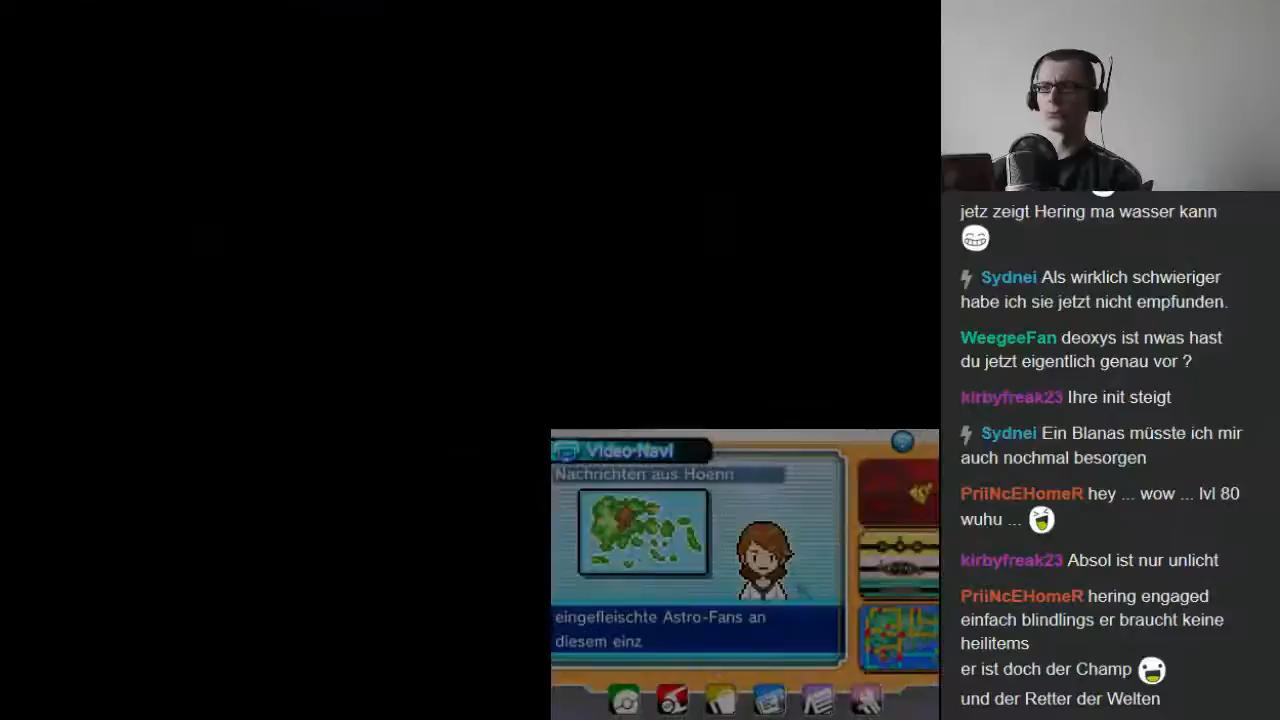 jetz zeigt Hering ma wasser kann
Sydnei Als wirklich schwieriger
habe ich sie jetzt nicht empfunden.
WeegeeFan deoxys ist nwas hast
du jetzt eigentlich genau vor ?
kirbyfreak23 Ihre init steigt
Sydnei Ein Blanas müsste ich mir
auch nochmal besorgen
PriiNcEHomeR hey ... wow ... lvl 80
wuhu ...
kirbyfreak23 Absol ist nur unlicht
PriiNcEHomeR hering engaged
einfach blindlings er braucht keine
heilitems
er ist doch der Champ
und der Retter der Welten
Video-Navi
Nachrichten aus Hoenn
eingefleischte Astro-Fans an
diesem einz